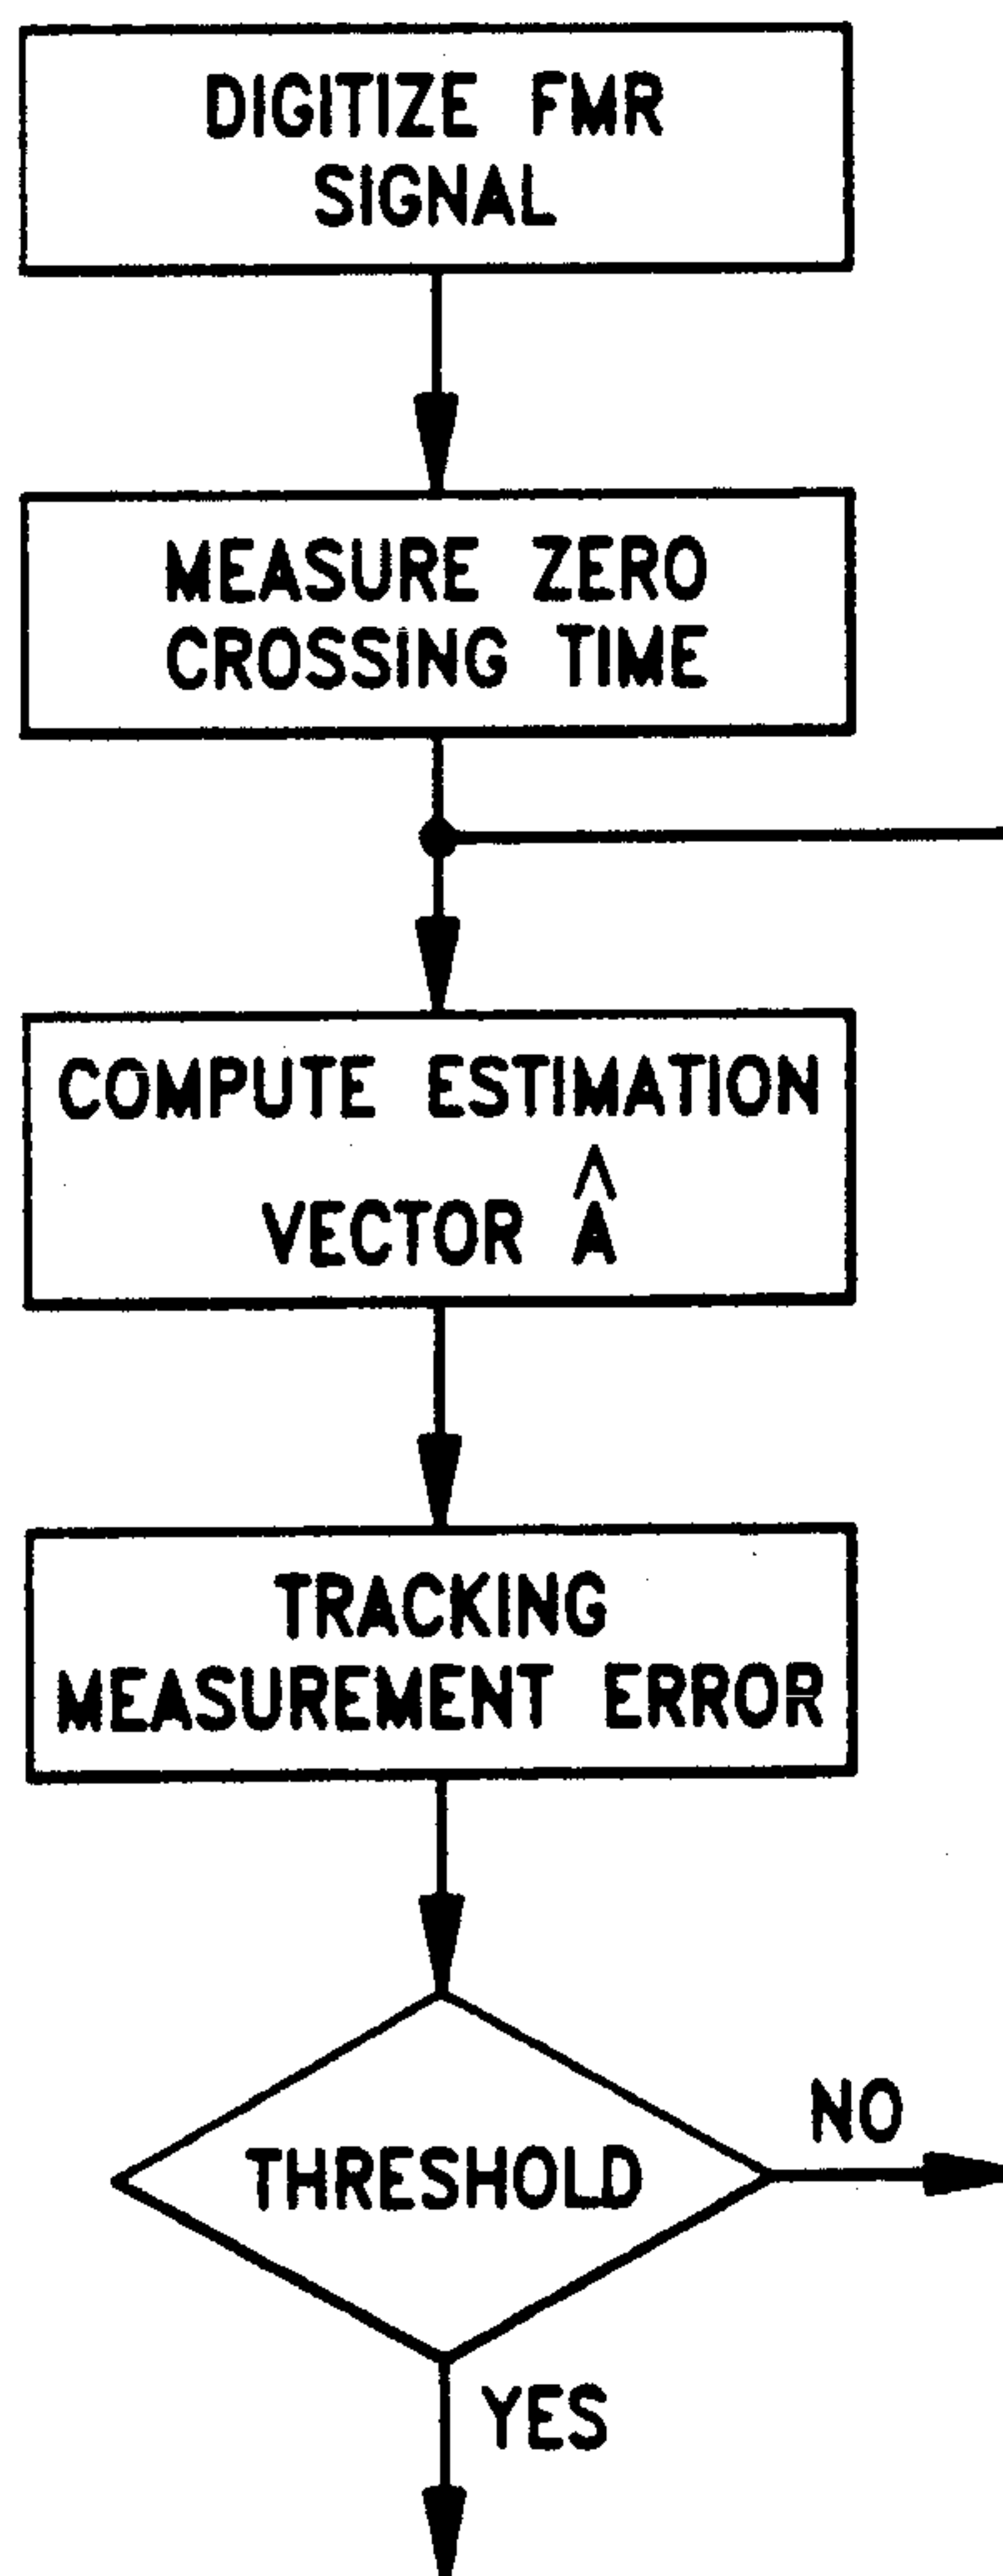 DIGITIZE FMR
SIGNAL
MEASURE ZERO
CROSSING TIME
COMPUTE ESTIMATION
VECTOR Â
TRACKING
MEASUREMENT ERROR
THRESHOLD
NO
YES